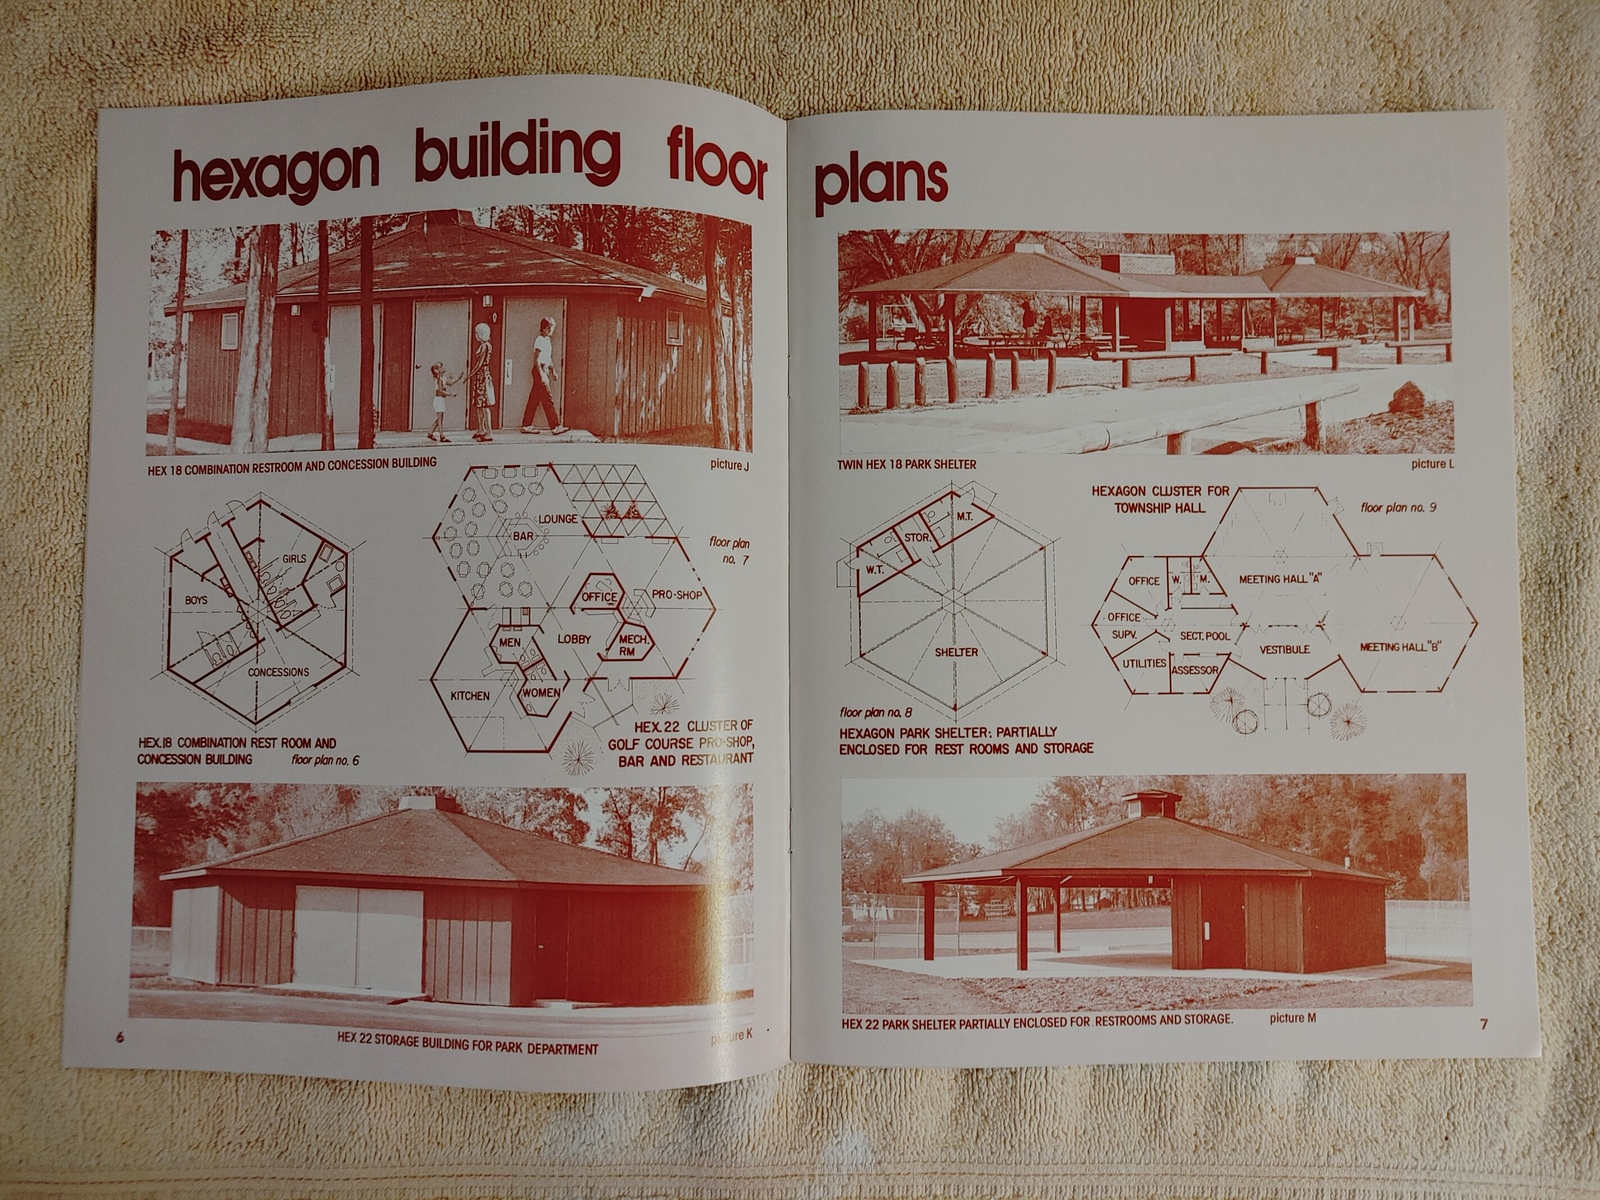 hexagon building floor plans
HEX 18 COMBINATION RESTROOM AND CONCESSION BUILDING
picture J
GIRLS
BOYS
CONCESSIONS
HEX.18 COMBINATION REST ROOM AND
CONCESSION BUILDING
floor plan no. 6
LOUNGE
BAR
floor plan
no. 7
OFFICE
PRO-SHOP
MEN
LOBBY
MECH.
RM
KITCHEN
WOMEN
HEX.22 CLUSTER OF
GOLF COURSE PRO-SHOP,
BAR AND RESTAURANT
HEX 22 STORAGE BUILDING FOR PARK DEPARTMENT
picture K
6
TWIN HEX 18 PARK SHELTER
picture L
M.T.
STOR.
W.T.
SHELTER
floor plan no. 8
HEXAGON PARK SHELTER; PARTIALLY
ENCLOSED FOR REST ROOMS AND STORAGE
HEXAGON CLUSTER FOR
TOWNSHIP HALL
floor plan no. 9
OFFICE
W.
M.
MEETING HALL "A"
OFFICE
SUPV.
SECT. POOL
VESTIBULE
MEETING HALL "B"
UTILITIES
ASSESSOR
HEX 22 PARK SHELTER PARTIALLY ENCLOSED FOR RESTROOMS AND STORAGE.
picture M
7